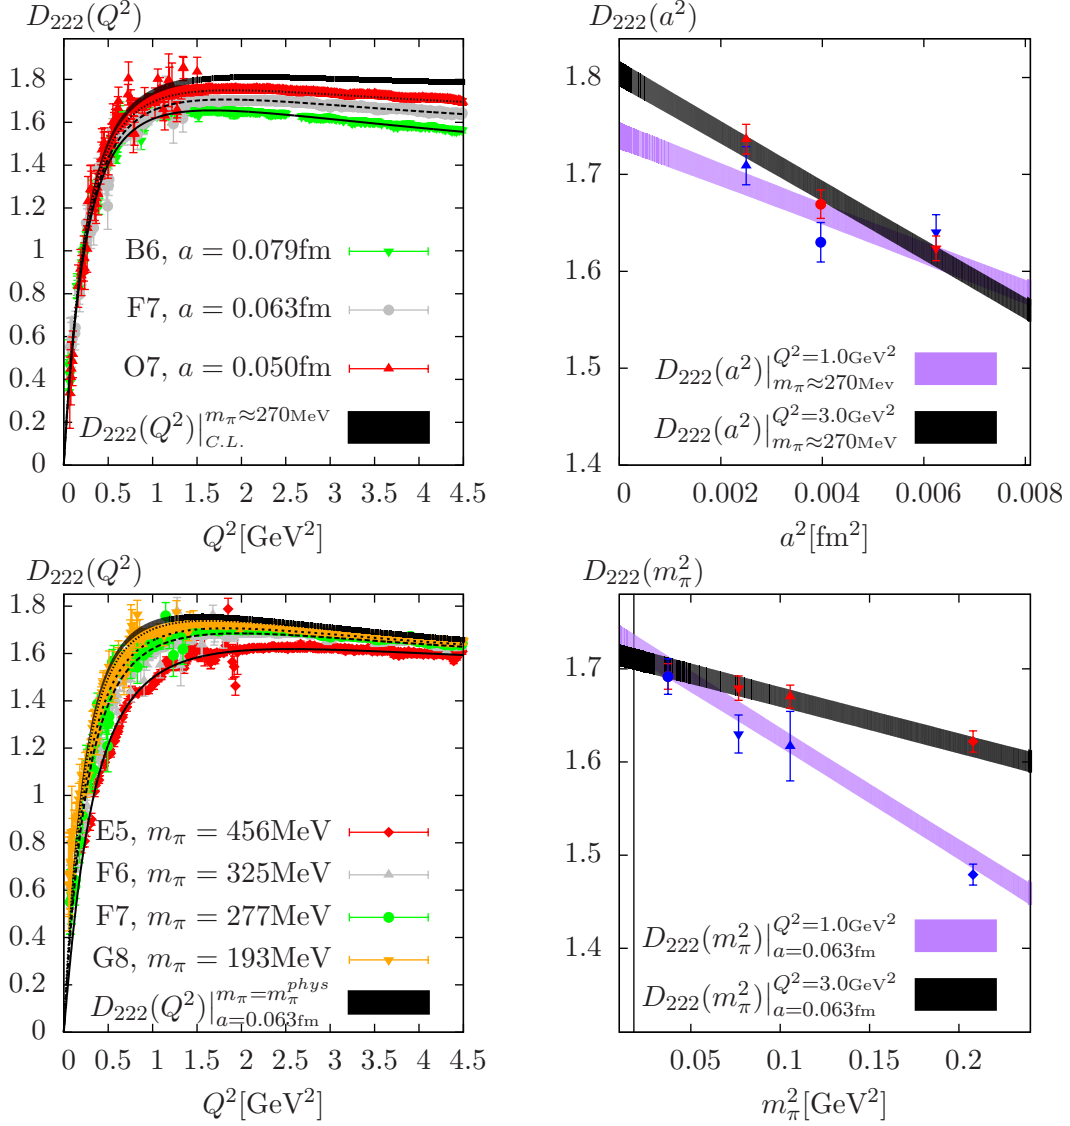 D₂₂₂(Q²)
1.8
1.6
1.4
1.2
1
0.8
0.6
0.4
0.2
0
B6, a = 0.079fm
F7, a = 0.063fm
O7, a = 0.050fm
D₂₂₂(Q²)|^{mπ≈270MeV}_{C.L.}
0 0.5 1 1.5 2 2.5 3 3.5 4 4.5
Q²[GeV²]
D₂₂₂(a²)
1.8
1.7
1.6
1.5
1.4
D₂₂₂(a²)|^{Q²=1.0GeV²}_{mπ≈270Mev}
D₂₂₂(a²)|^{Q²=3.0GeV²}_{mπ≈270MeV}
0 0.002 0.004 0.006 0.008
a²[fm²]
D₂₂₂(Q²)
1.8
1.6
1.4
1.2
1
0.8
0.6
0.4
0.2
0
E5, mπ = 456MeV
F6, mπ = 325MeV
F7, mπ = 277MeV
G8, mπ = 193MeV
D₂₂₂(Q²)|^{mπ=mπ^{phys}}_{a=0.063fm}
0 0.5 1 1.5 2 2.5 3 3.5 4 4.5
Q²[GeV²]
D₂₂₂(mπ²)
1.7
1.6
1.5
1.4
D₂₂₂(mπ²)|^{Q²=1.0GeV²}_{a=0.063fm}
D₂₂₂(mπ²)|^{Q²=3.0GeV²}_{a=0.063fm}
0.05 0.1 0.15 0.2
mπ²[GeV²]